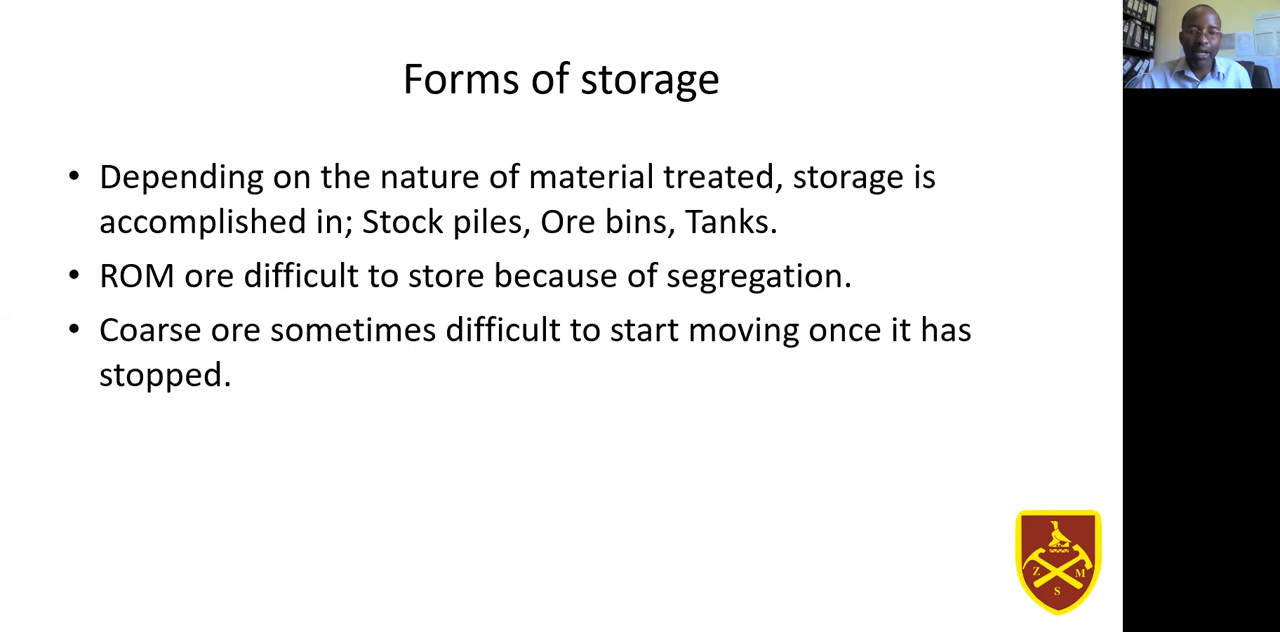 Forms of storage
• Depending on the nature of material treated, storage is
accomplished in; Stock piles, Ore bins, Tanks.
• ROM ore difficult to store because of segregation.
• Coarse ore sometimes difficult to start moving once it has
stopped.
Z M
S